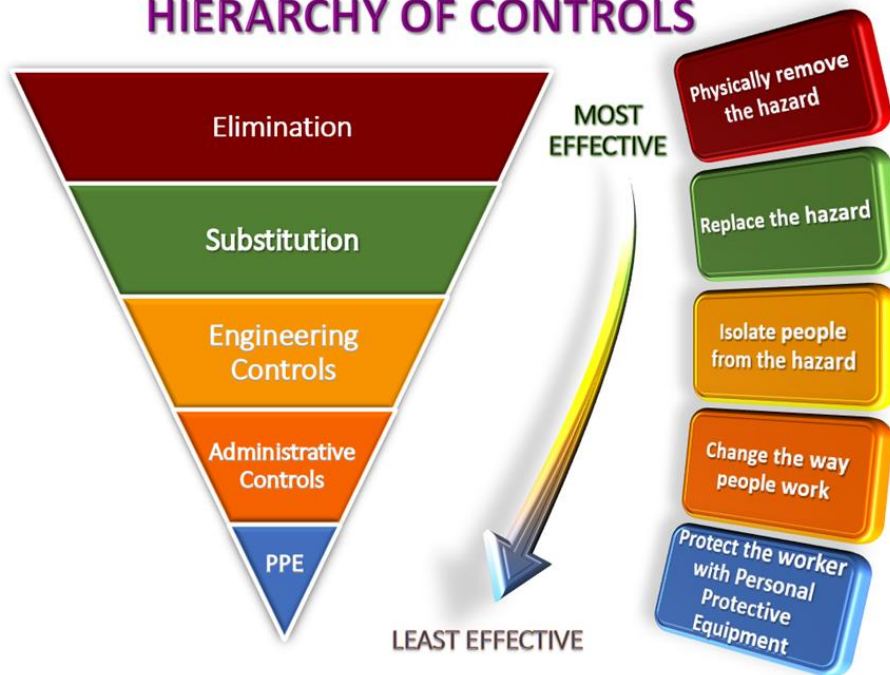 HIERARCHY OF CONTROLS
Elimination
Substitution
Engineering
Controls
Administrative
Controls
PPE
MOST
EFFECTIVE
LEAST EFFECTIVE
Physically remove
the hazard
Replace the hazard
Isolate people
from the hazard
Change the way
people work
Protect the worker
with Personal
Protective
Equipment